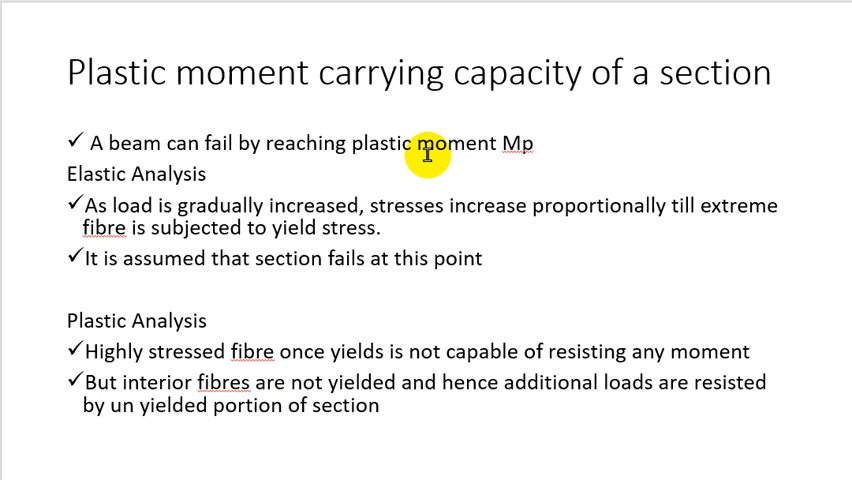 Plastic moment carrying capacity of a section
✓ A beam can fail by reaching plastic moment Mp
Elastic Analysis
✓As load is gradually increased, stresses increase proportionally till extreme
fibre is subjected to yield stress.
✓It is assumed that section fails at this point
Plastic Analysis
✓Highly stressed fibre once yields is not capable of resisting any moment
✓But interior fibres are not yielded and hence additional loads are resisted
by un yielded portion of section